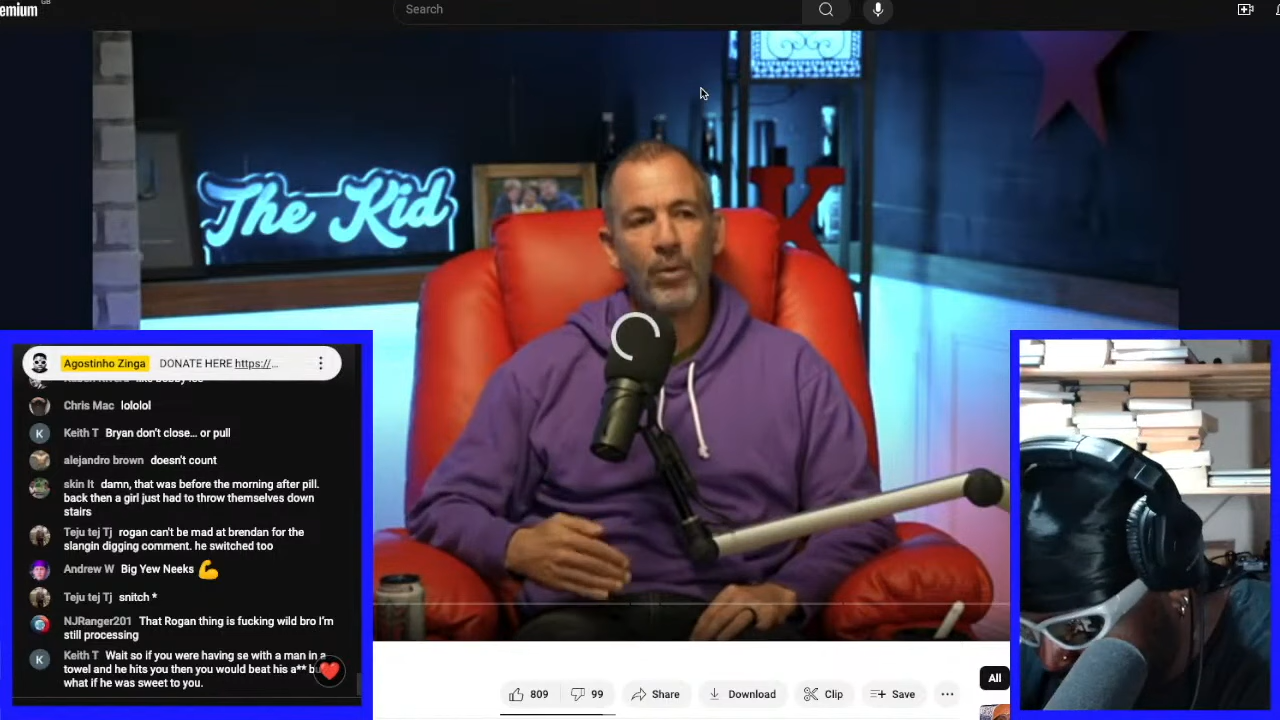 emium GB
Search
The Kid
K
Agostinho Zinga DONATE HERE https://...
Chris Mac lololol
K Keith T Bryan don't close... or pull
alejandro brown doesn't count
skin It damn, that was before the morning after pill.
back then a girl just had to throw themselves down
stairs
Teju tej Tj rogan can't be mad at brendan for the
slangin digging comment. he switched too
Andrew W Big Yew Neeks 💪
Teju tej Tj snitch *
NJRanger201 That Rogan thing is fucking wild bro I'm
still processing
K Keith T Wait so if you were having se with a man in a
towel and he hits you then you would beat his a** b
what if he was sweet to you.
809 99 Share Download Clip Save
All